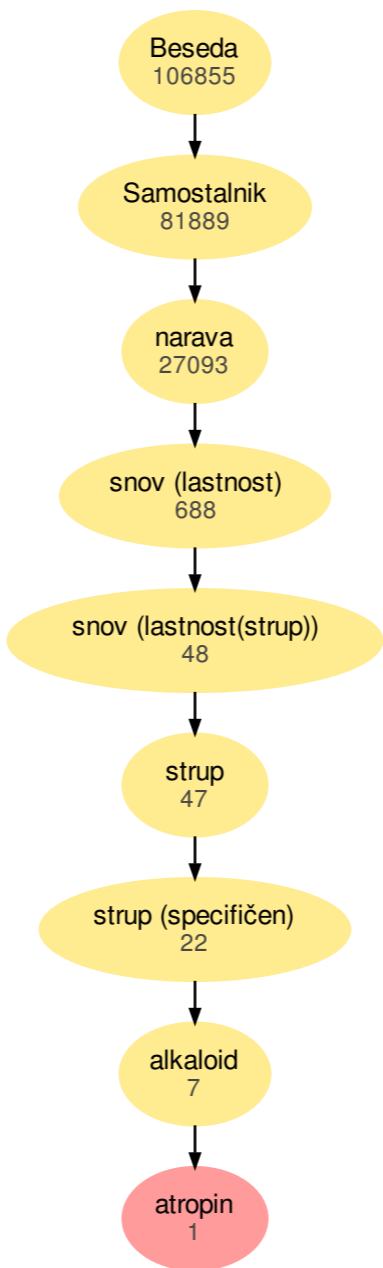 Beseda
106855
Samostalnik
81889
narava
27093
snov (lastnost)
688
snov (lastnost(strup))
48
strup
47
strup (specifičen)
22
alkaloid
7
atropin
1